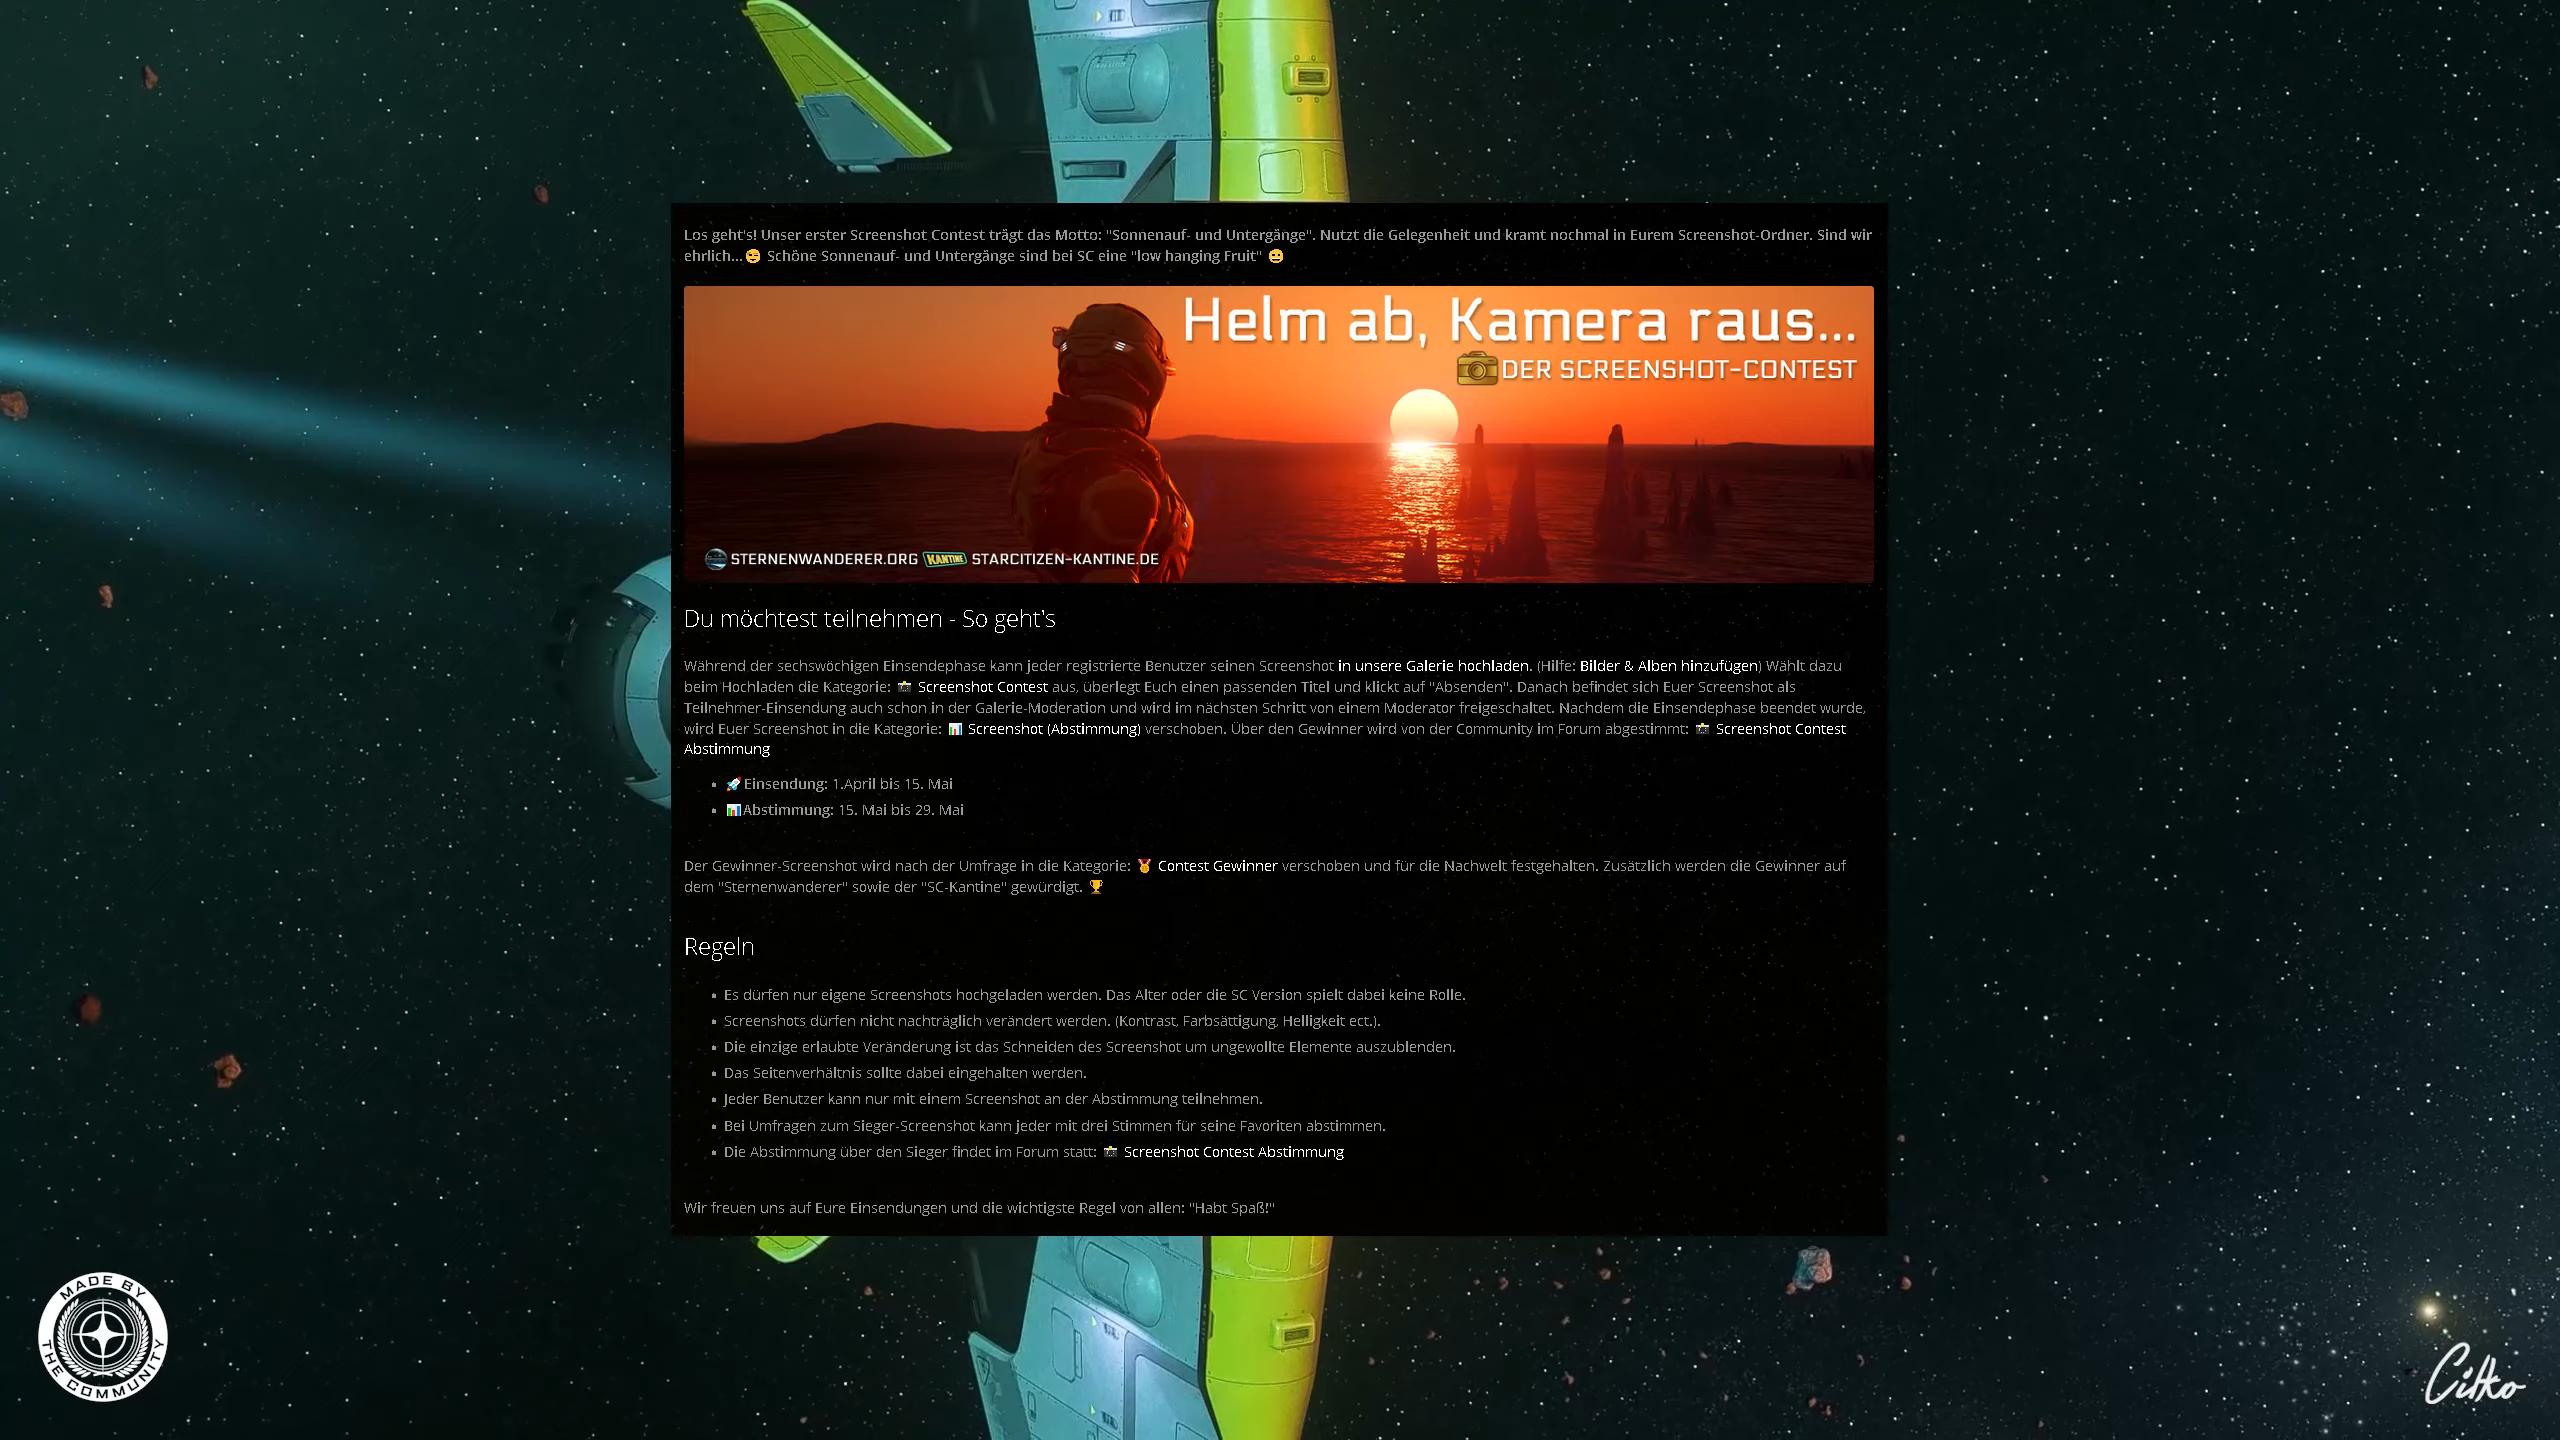 Los geht's! Unser erster Screenshot Contest trägt das Motto: "Sonnenauf- und Untergänge". Nutzt die Gelegenheit und kramt nochmal in Eurem Screenshot-Ordner. Sind wir
ehrlich... Schöne Sonnenauf- und Untergänge sind bei SC eine "low hanging Fruit"
Helm ab, Kamera raus...
DER SCREENSHOT-CONTEST
STERNENWANDERER.ORG KANTINE STARCITIZEN-KANTINE.DE
Du möchtest teilnehmen - So geht's
Während der sechswöchigen Einsendephase kann jeder registrierte Benutzer seinen Screenshot in unsere Galerie hochladen. (Hilfe: Bilder & Alben hinzufügen) Wählt dazu
beim Hochladen die Kategorie: Screenshot Contest aus, überlegt Euch einen passenden Titel und klickt auf "Absenden". Danach befindet sich Euer Screenshot als
Teilnehmer-Einsendung auch schon in der Galerie-Moderation und wird im nächsten Schritt von einem Moderator freigeschaltet. Nachdem die Einsendephase beendet wurde,
wird Euer Screenshot in die Kategorie: Screenshot (Abstimmung) verschoben. Über den Gewinner wird von der Community im Forum abgestimmt: Screenshot Contest
Abstimmung
Einsendung: 1.April bis 15. Mai
Abstimmung: 15. Mai bis 29. Mai
Der Gewinner-Screenshot wird nach der Umfrage in die Kategorie: Contest Gewinner verschoben und für die Nachwelt festgehalten. Zusätzlich werden die Gewinner auf
dem "Sternenwanderer" sowie der "SC-Kantine" gewürdigt.
Regeln
Es dürfen nur eigene Screenshots hochgeladen werden. Das Alter oder die SC Version spielt dabei keine Rolle.
Screenshots dürfen nicht nachträglich verändert werden. (Kontrast, Farbsättigung, Helligkeit ect.).
Die einzige erlaubte Veränderung ist das Schneiden des Screenshot um ungewollte Elemente auszublenden.
Das Seitenverhältnis sollte dabei eingehalten werden.
Jeder Benutzer kann nur mit einem Screenshot an der Abstimmung teilnehmen.
Bei Umfragen zum Sieger-Screenshot kann jeder mit drei Stimmen für seine Favoriten abstimmen.
Die Abstimmung über den Sieger findet im Forum statt: Screenshot Contest Abstimmung
Wir freuen uns auf Eure Einsendungen und die wichtigste Regel von allen: "Habt Spaß!"
MADE BY
THE COMMUNITY